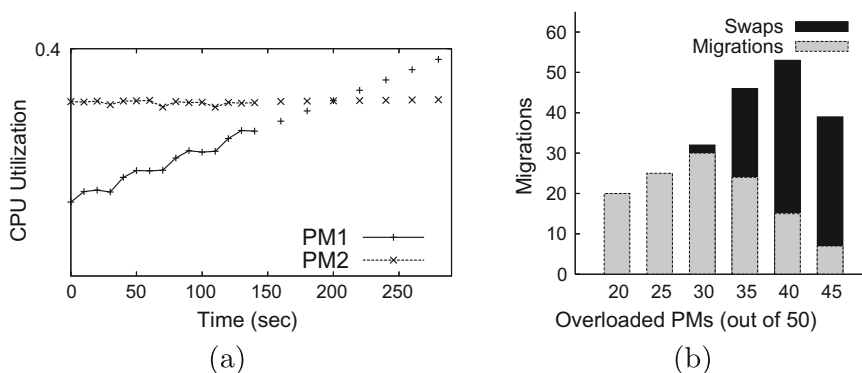 0.4
CPU Utilization
PM1
PM2
0 50 100 150 200 250
Time (sec)
(a)
Swaps
Migrations
60
50
40
30
20
10
0
Migrations
20 25 30 35 40 45
Overloaded PMs (out of 50)
(b)